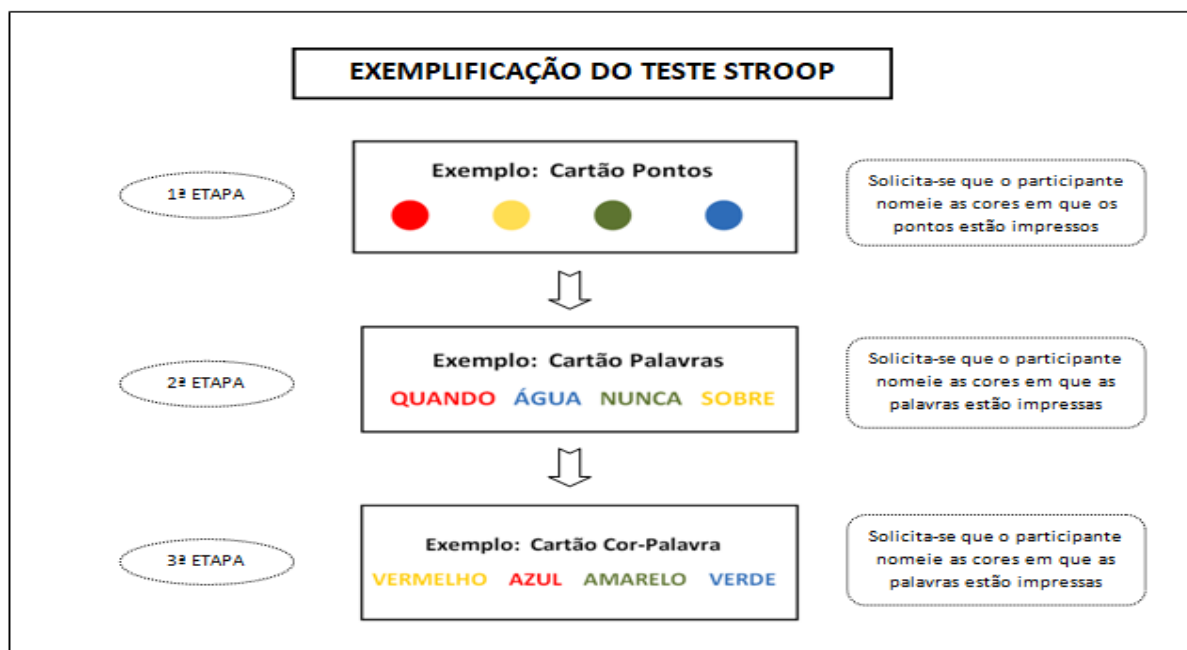 EXEMPLIFICAÇÃO DO TESTE STROOP
1ª ETAPA
Exemplo: Cartão Pontos
Solicita-se que o participante
nomeie as cores em que os
pontos estão impressos
2ª ETAPA
Exemplo: Cartão Palavras
QUANDO ÁGUA NUNCA SOBRE
Solicita-se que o participante
nomeie as cores em que as
palavras estão impressas
3ª ETAPA
Exemplo: Cartão Cor-Palavra
VERMELHO AZUL AMARELO VERDE
Solicita-se que o participante
nomeie as cores em que as
palavras estão impressas